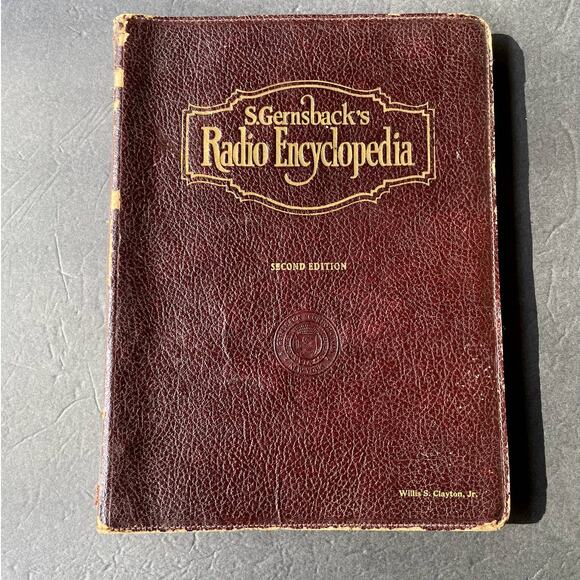 S.Gernsback's
Radio Encyclopedia
SECOND EDITION
Willis S. Clayton, Jr.